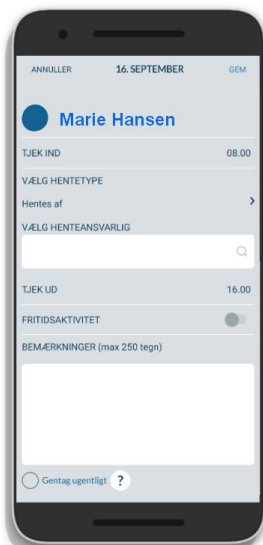 ANNULLER 16. SEPTEMBER GEM
Marie Hansen
TJEK IND 08.00
VÆLG HENTETYPE
Hentes af
VÆLG HENTEANSVARLIG
TJEK UD 16.00
FRITIDSAKTIVITET
BEMÆRKNINGER (max 250 tegn)
Gentag ugentligt ?